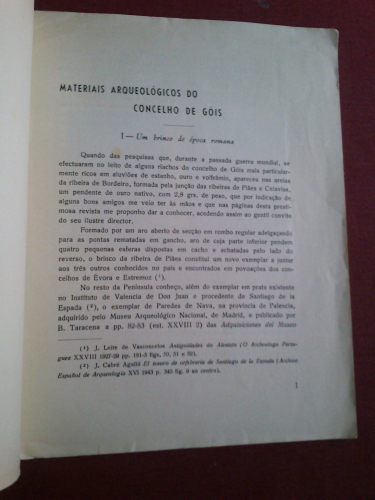 MATERIAIS ARQUEOLÓGICOS DO
CONCELHO DE GÓIS
I — Um brinco de época romana
Quando das pesquisas que, durante a passada guerra mundial, se
efectuaram no leito de alguns riachos do concelho de Góis mais particular-
mente ricos em aluviões de estanho, ouro e volfrâmio, apareceu nas areias
da ribeira de Bordeiro, formada pela junção das ribeiras de Piães e Celavisa,
um pendente de ouro nativo, com 2,8 grs. de peso, que por indicação de
alguns bons amigos me veio ter às mãos e que nas páginas desta presti-
mosa revista me proponho dar a conhecer, acedendo assim ao gentil convite
do seu ilustre director.
Formado por um aro aberto de secção em combo regular adelgaçando
para as pontas rematadas em gancho, aro de cuja parte inferior pendem
quatro pequenas esferas dispostas em cacho e achatadas pelo lado do
reverso, o brinco da ribeira de Piães constitui um novo exemplar a juntar
aos três outros conhecidos no país e encontrados em povoações dos con-
celhos de Évora e Estremoz (¹).
No resto da Península conheço, além do exemplar em prata existente
no Instituto de Valencia de Don Juan e procedente de Santiago de la
Espada (²), o exemplar de Paredes de Nava, na província de Palencia,
adquirido pelo Museu Arqueológico Nacional, de Madrid, e publicado por
B. Taracena a pp. 82-83 (est. XXVIII 2) das Adquisiciones del Museo
(¹) J. Leite de Vasconcelos Antiguidades do Alentejo (O Archeologo Portu-
guez XXVIII 1927-29 pp. 191-3 figs.
(²) J. Cabré Aguiló El tesoro de orfebrería de Santiago de la Espada (Archivo
Español de Arqueología XVI 1943 p. 345 fig. 9 ao centro).
1